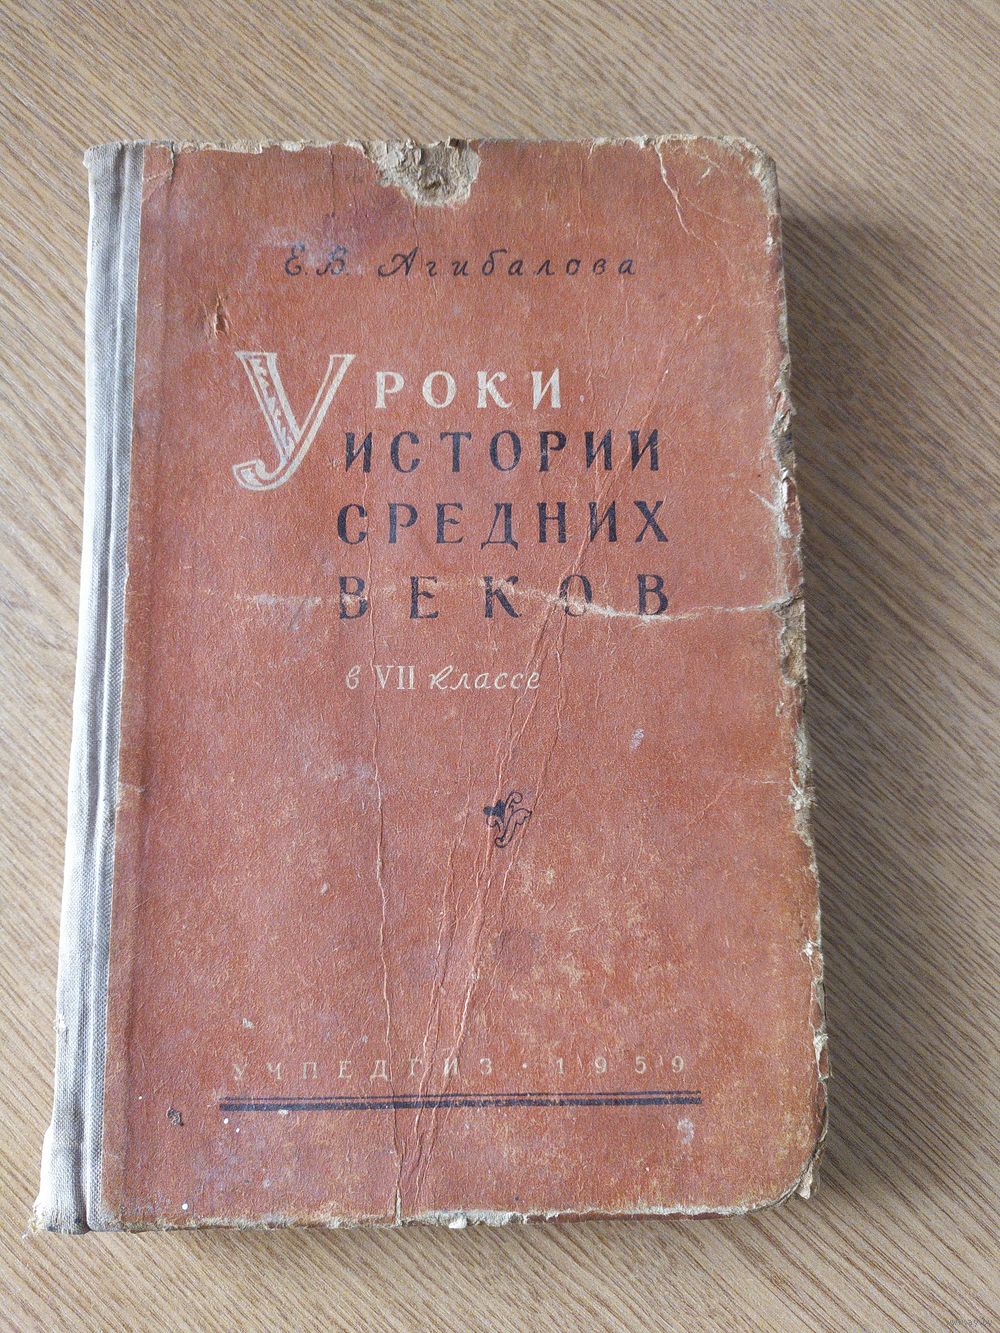 Е. В. Агибалова
Уроки
истории
средних
веков
в VII классе
УЧПЕДГИЗ · 1959